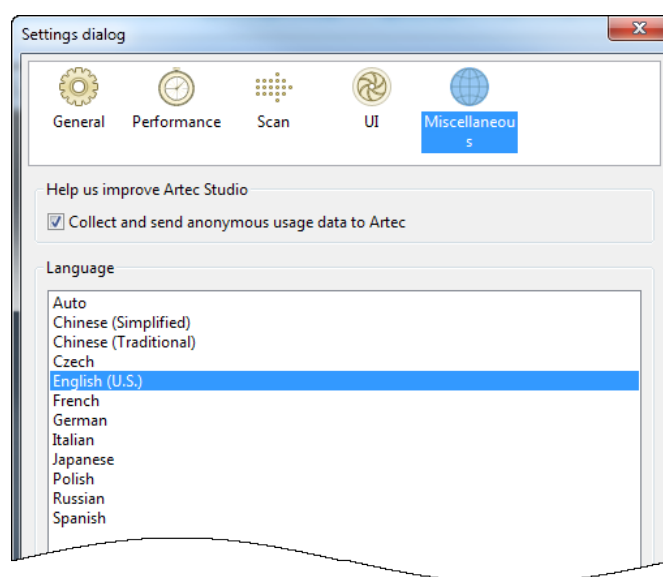 Settings dialog
General Performance Scan UI Miscellaneou
s
Help us improve Artec Studio
Collect and send anonymous usage data to Artec
Language
Auto
Chinese (Simplified)
Chinese (Traditional)
Czech
English (U.S.)
French
German
Italian
Japanese
Polish
Russian
Spanish